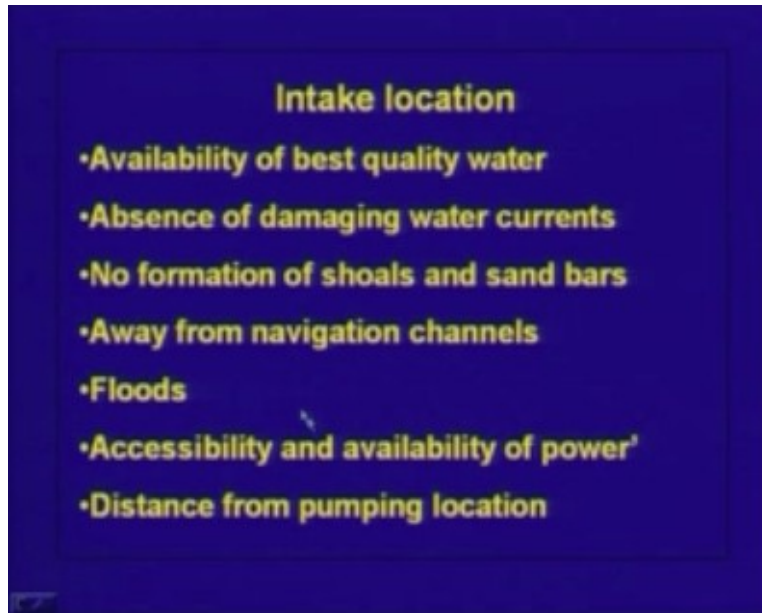 Intake location
•Availability of best quality water
•Absence of damaging water currents
•No formation of shoals and sand bars
•Away from navigation channels
•Floods
•Accessibility and availability of power'
•Distance from pumping location